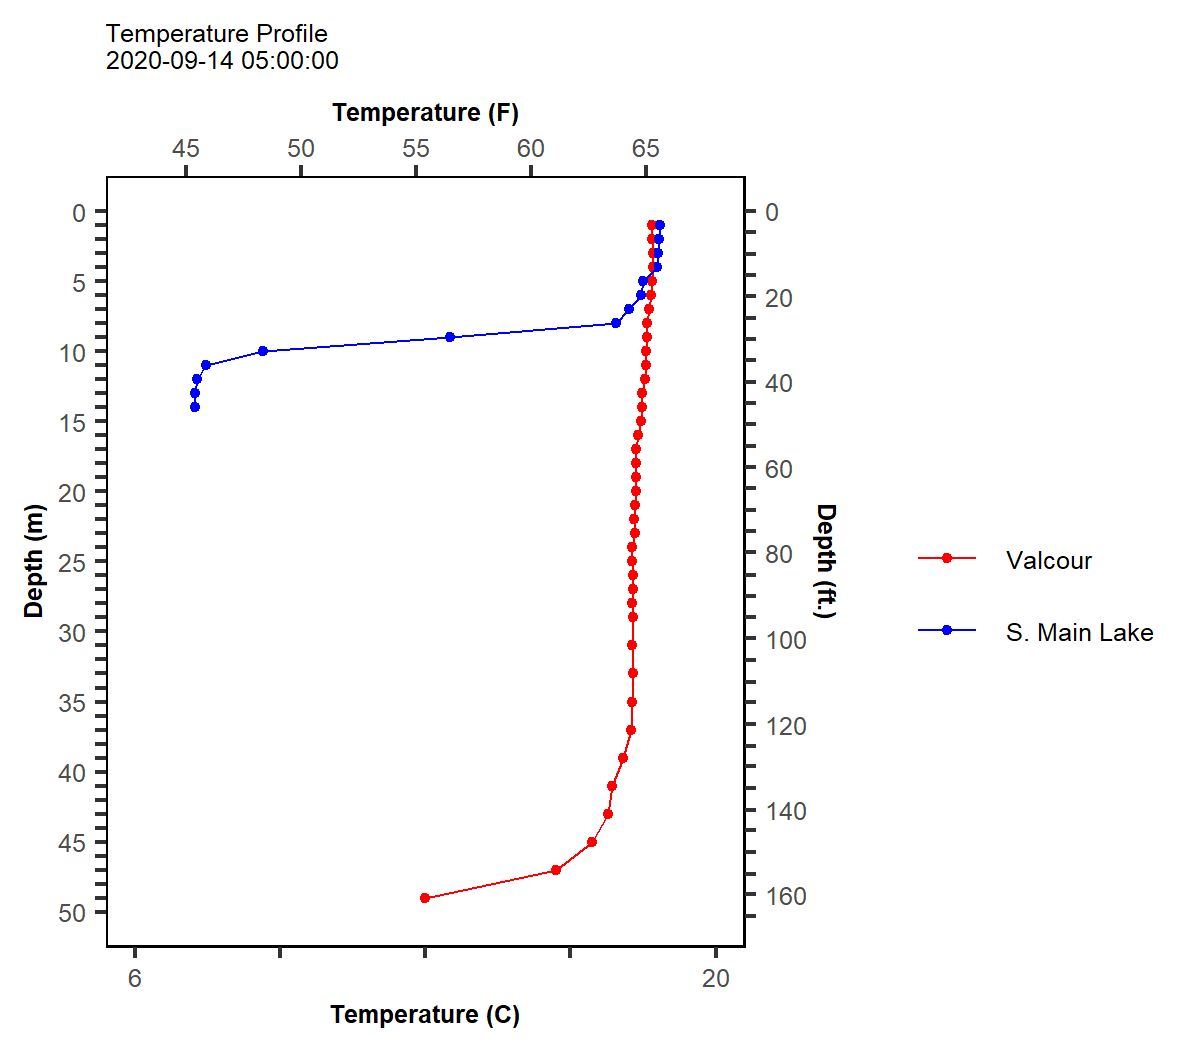 Temperature Profile
2020-09-14 05:00:00
Temperature (F)
45 50 55 60 65
0
5
10
15
20
25
30
35
40
45
50
Depth (m)
0
20
40
60
80
100
120
140
160
Depth (ft.)
Valcour
S. Main Lake
6 20
Temperature (C)